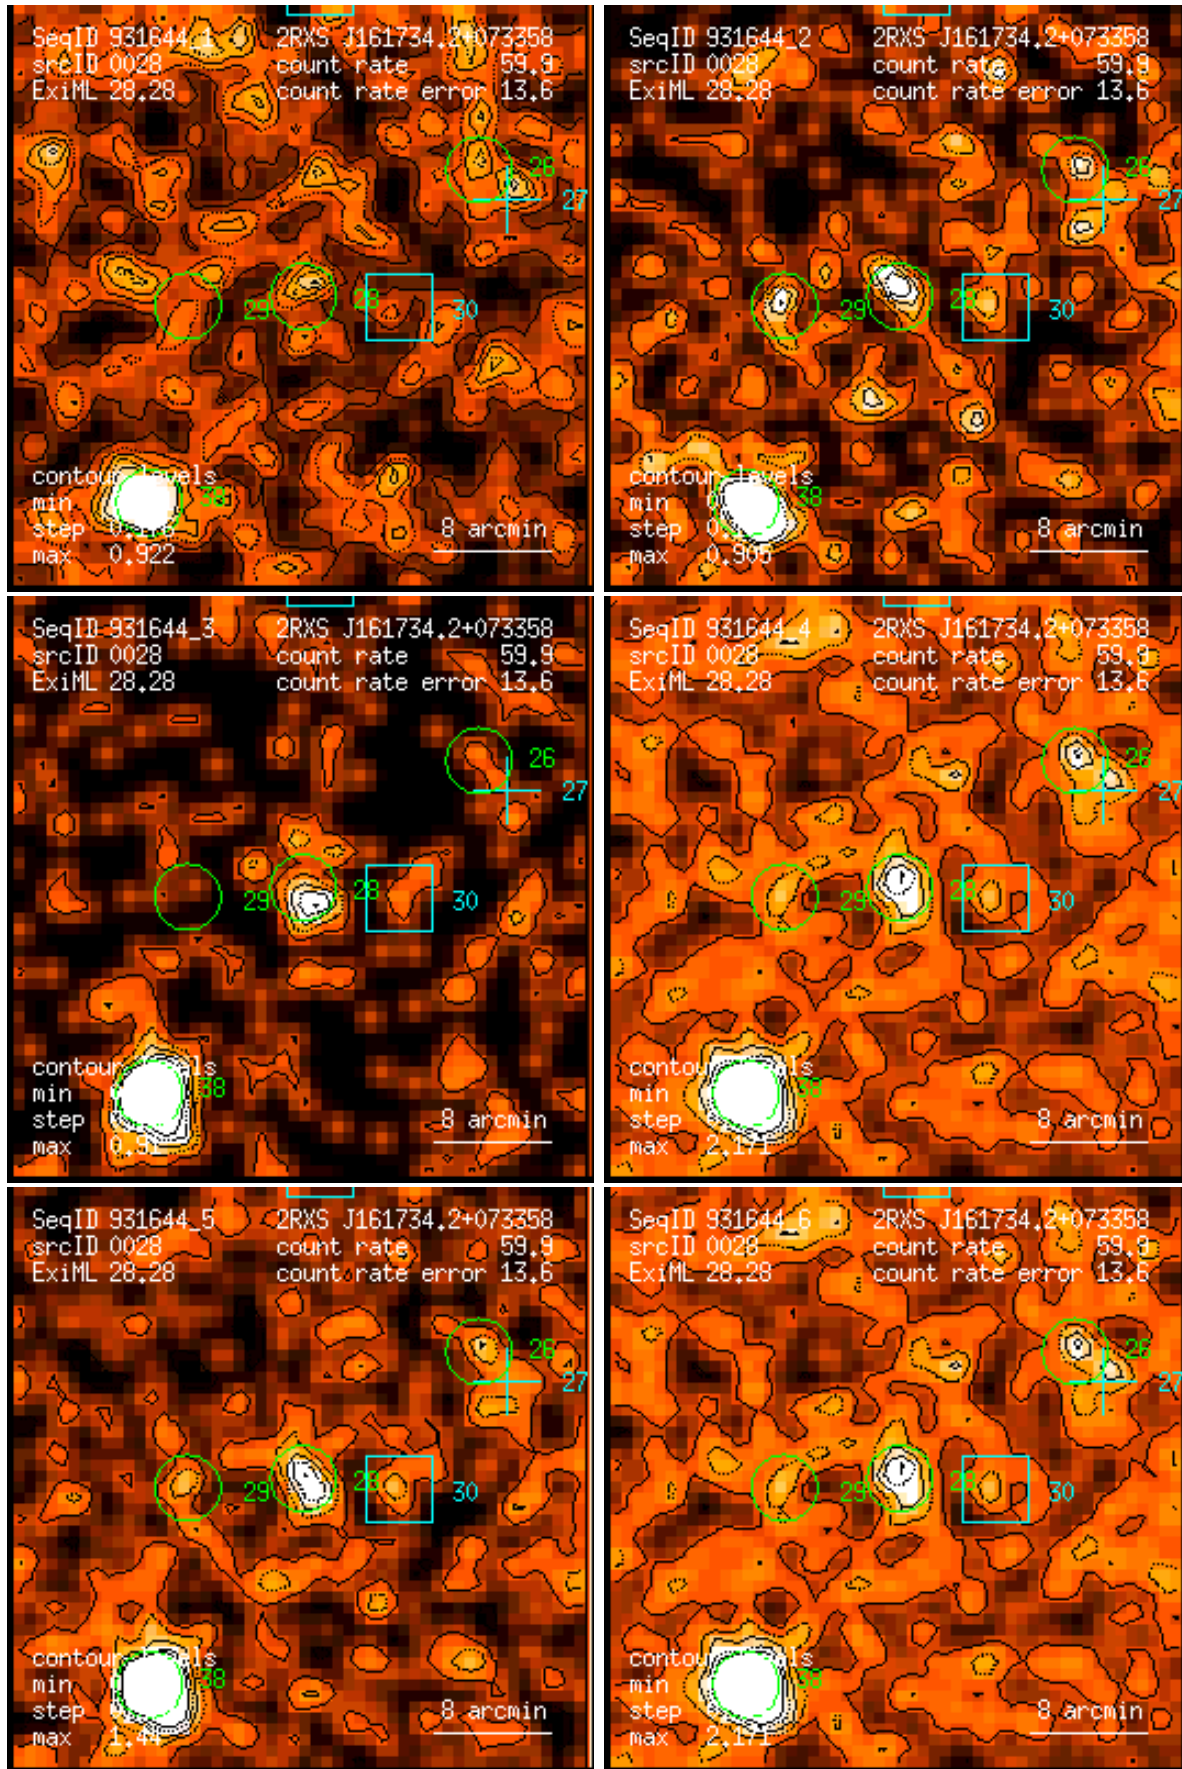 SeqID 931644_1 2RXS J161734.2+073358
srcID 0028 count rate 59.9
ExiML 28.28 count rate error 13.6
26
27
29 28 30
contour levels
min
38
step 8 arcmin
max 0.922
SeqID 931644_2 2RXS J161734.2+073358
srcID 0028 count rate 59.9
ExiML 28.28 count rate error 13.6
26
27
29 28 30
contour levels
min
38
step 8 arcmin
max 0.905
SeqID 931644_3 2RXS J161734.2+073358
srcID 0028 count rate 59.9
ExiML 28.28 count rate error 13.6
26
27
29 28 30
contour levels
min
38
step 8 arcmin
max 0.91
SeqID 931644_4 2RXS J161734.2+073358
srcID 0028 count rate 59.9
ExiML 28.28 count rate error 13.6
26
27
29 28 30
contour levels
min
38
step 8 arcmin
max 2.171
SeqID 931644_5 2RXS J161734.2+073358
srcID 0028 count rate 59.9
ExiML 28.28 count rate error 13.6
26
27
29 28 30
contour levels
min
38
step 8 arcmin
max 1.44
SeqID 931644_6 2RXS J161734.2+073358
srcID 0028 count rate 59.9
ExiML 28.28 count rate error 13.6
26
27
29 28 30
contour levels
min
38
step 8 arcmin
max 2.171